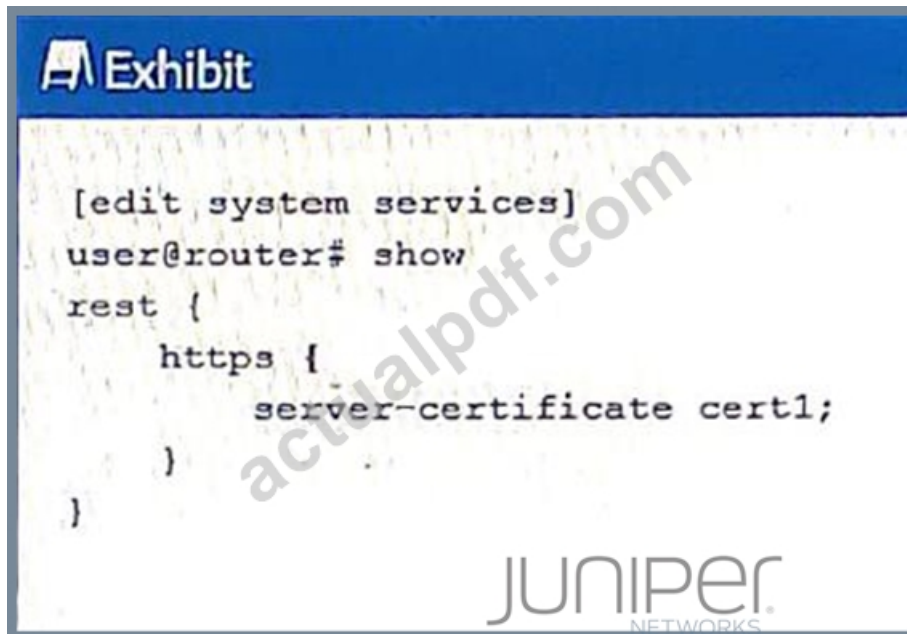 Exhibit
[edit system services]
user@router# show
rest {
https {
server-certificate cert1;
}
}
actualpdf.com
JUNIPER
NETWORKS